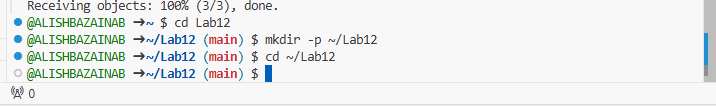 Receiving objects: 100% (3/3), done.
@ALISHBAZAINAB ➜ ~ $ cd Lab12
@ALISHBAZAINAB ➜ ~/Lab12 (main) $ mkdir -p ~/Lab12
@ALISHBAZAINAB ➜ ~/Lab12 (main) $ cd ~/Lab12
@ALISHBAZAINAB ➜ ~/Lab12 (main) $
0